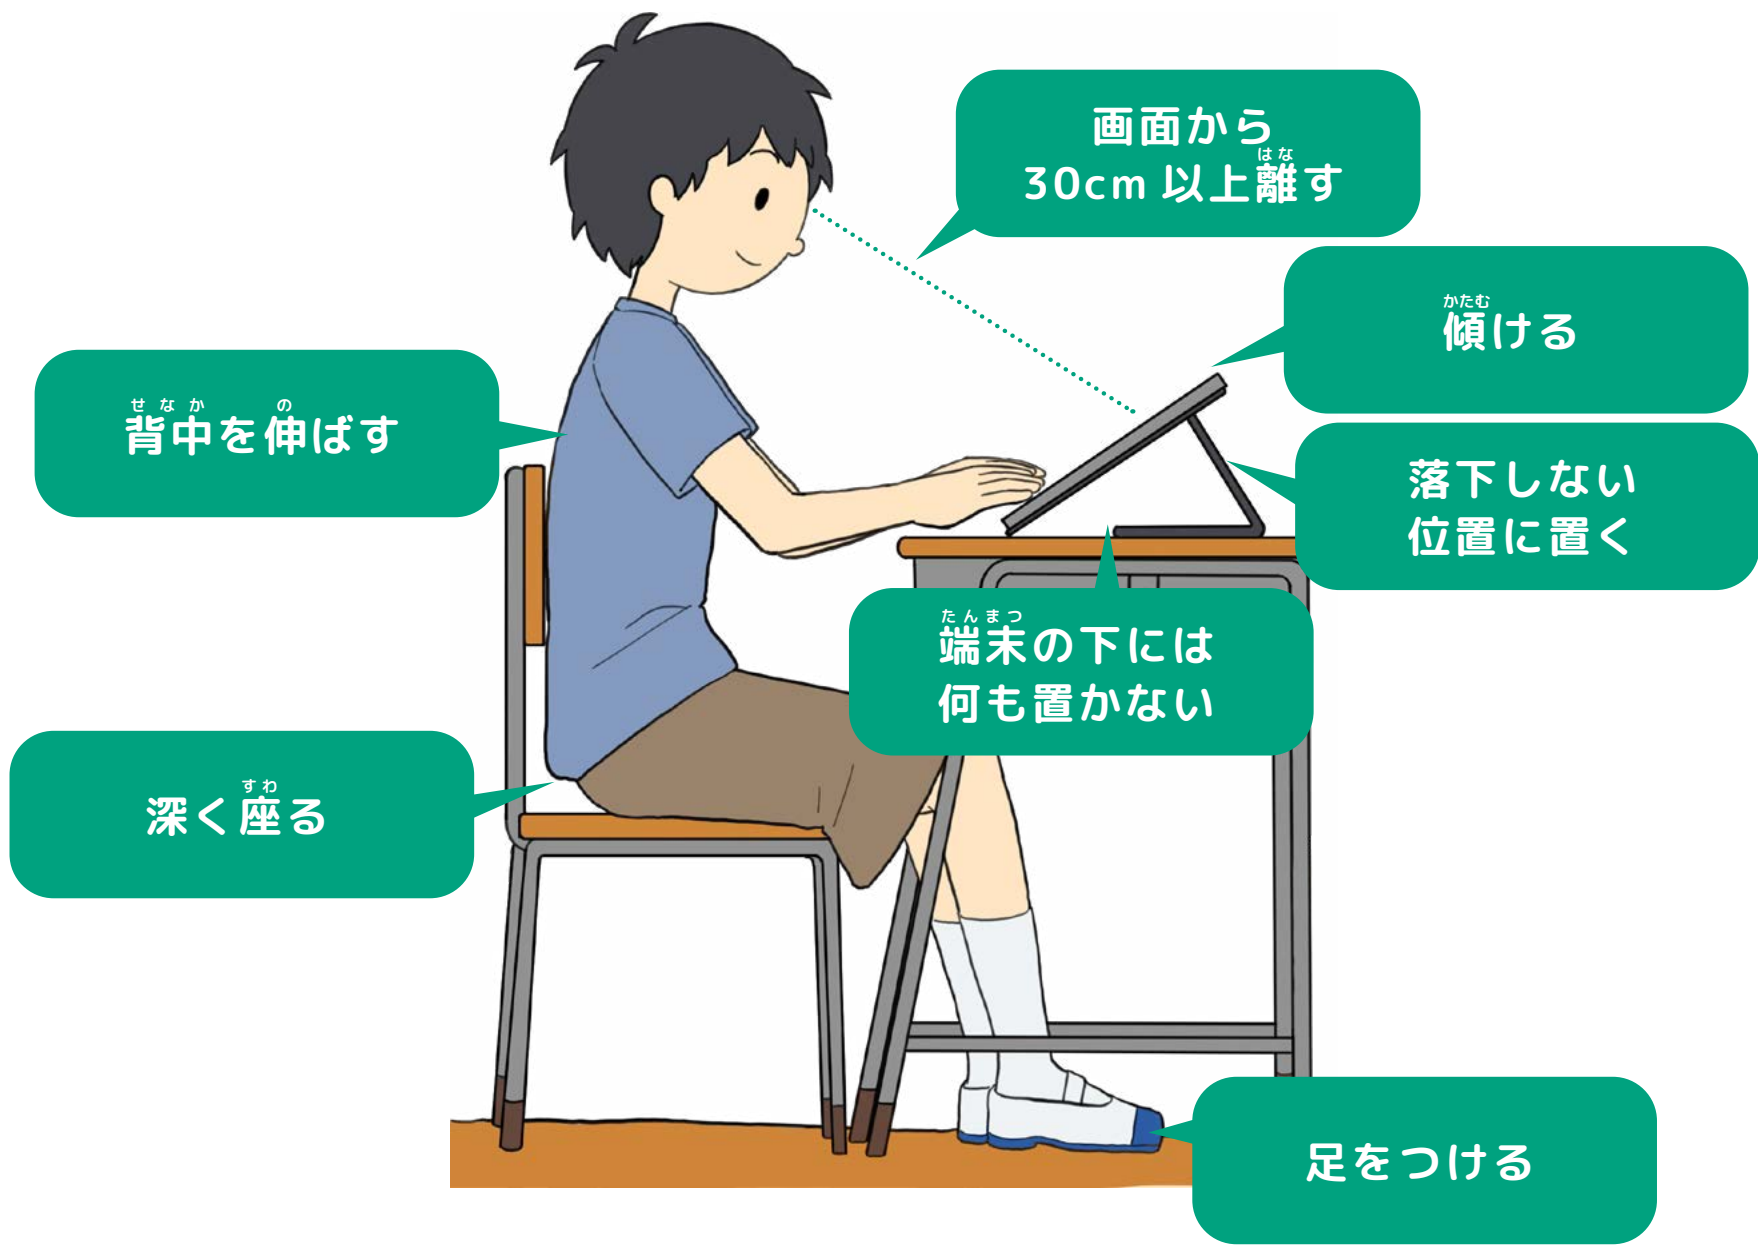 画面から
はな
30cm 以上離す
かたむ
傾ける
せなか の
背中を伸ばす
落下しない
位置に置く
たんまつ
端末の下には
何も置かない
すわ
深く座る
足をつける